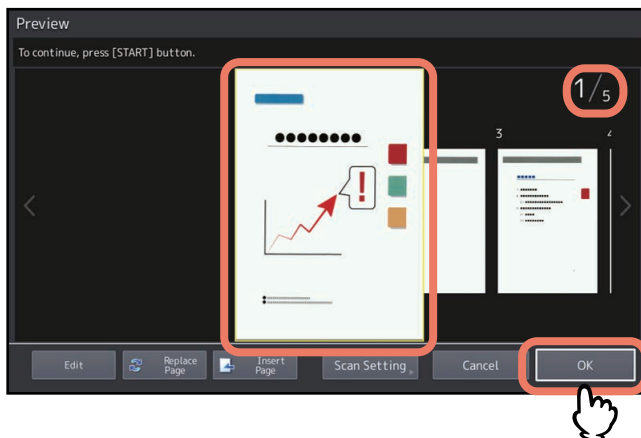 Preview
To continue, press [START] button.
1/5
3
4
!
Edit
Replace
Page
Insert
Page
Scan Setting
Cancel
OK